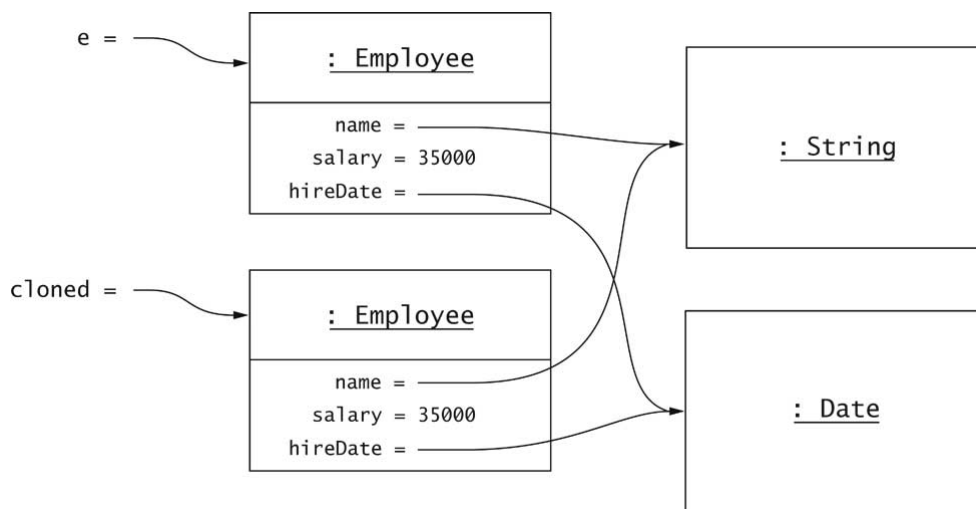 e =
: Employee
name =
salary = 35000
hireDate =
: String
cloned =
: Employee
name =
salary = 35000
hireDate =
: Date